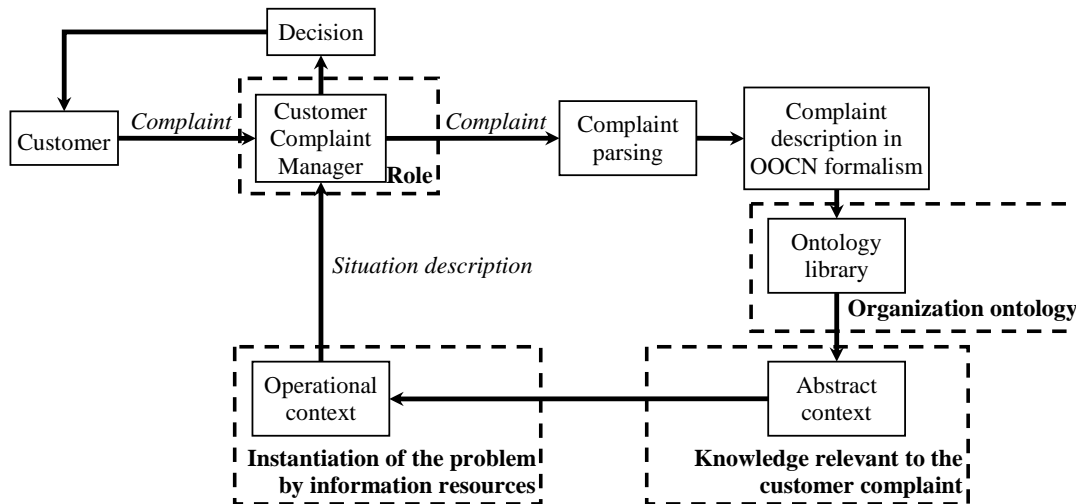 Decision
Customer
Complaint
Customer
Complaint
Manager
Role
Complaint
Complaint
parsing
Complaint
description in
OOCN formalism
Ontology
library
Organization ontology
Situation description
Operational
context
Instantiation of the problem
by information resources
Abstract
context
Knowledge relevant to the
customer complaint